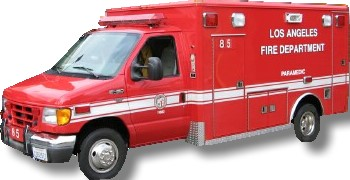 LOS ANGELES
FIRE DEPARTMENT
85
PARAMEDIC
85